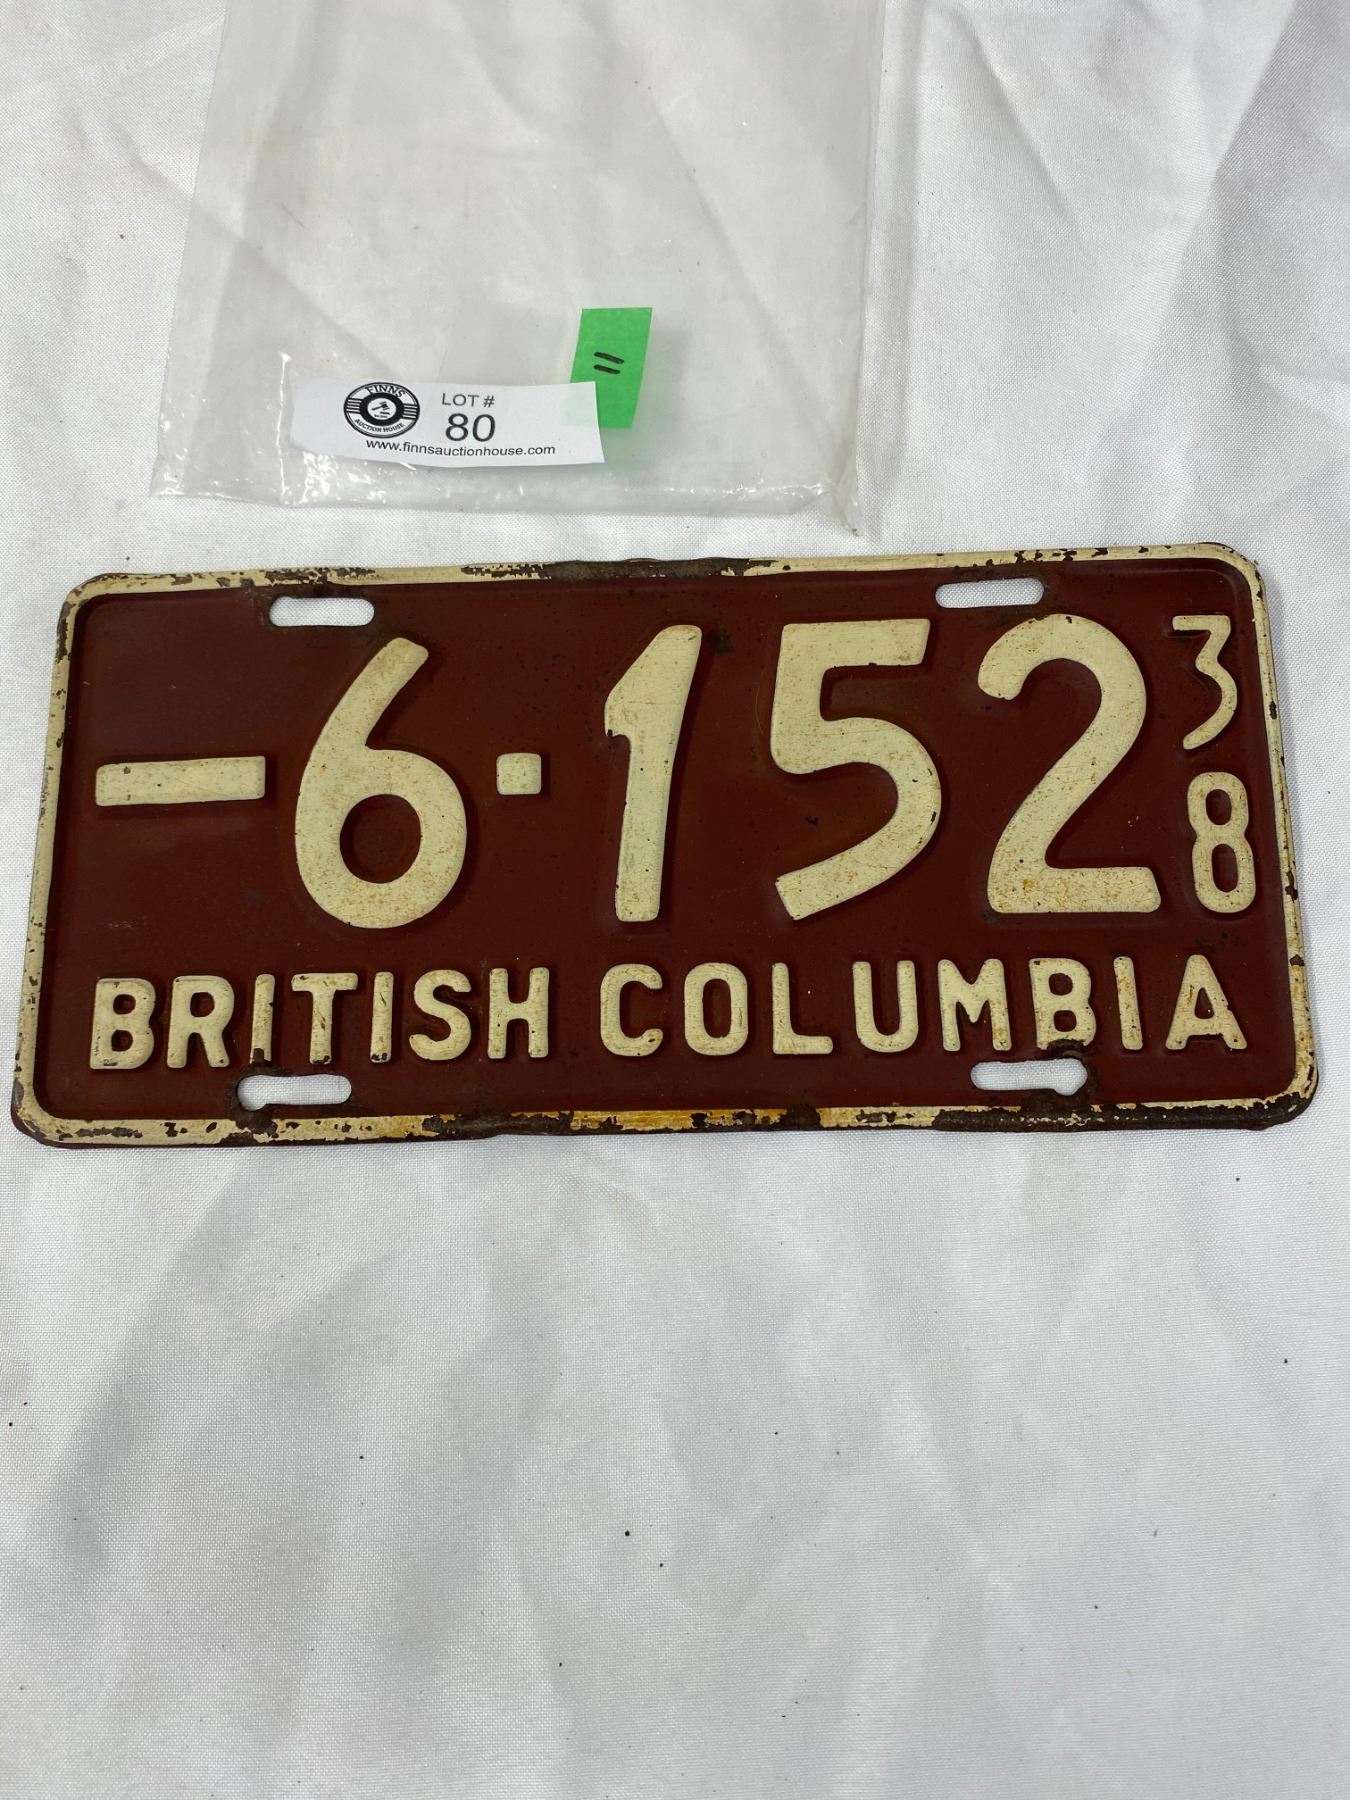 FINNS
AUCTION HOUSE
LOT #
80
www.finnsauctionhouse.com
=
-6·152
38
BRITISH COLUMBIA